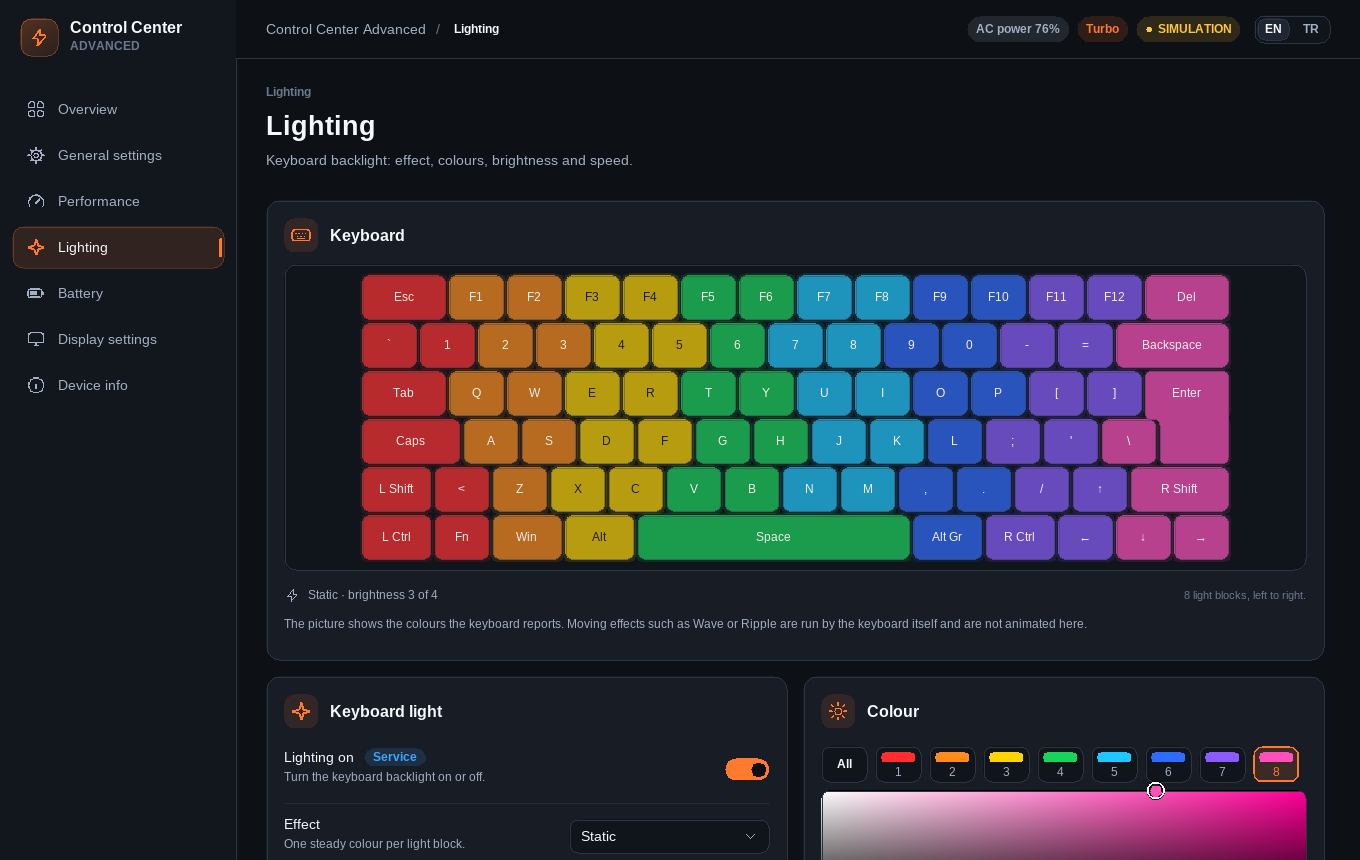 Control Center
ADVANCED
Control Center Advanced / Lighting
AC power 76% Turbo SIMULATION EN TR
Overview
General settings
Performance
Lighting
Battery
Display settings
Device info
Lighting
Lighting
Keyboard backlight: effect, colours, brightness and speed.
Keyboard
Esc F1 F2 F3 F4 F5 F6 F7 F8 F9 F10 F11 F12 Del
` 1 2 3 4 5 6 7 8 9 0 - = Backspace
Tab Q W E R T Y U I O P [ ] Enter
Caps A S D F G H J K L ; ' \
L Shift < Z X C V B N M , . / ↑ R Shift
L Ctrl Fn Win Alt Space Alt Gr R Ctrl ← ↓ →
Static · brightness 3 of 4
8 light blocks, left to right.
The picture shows the colours the keyboard reports. Moving effects such as Wave or Ripple are run by the keyboard itself and are not animated here.
Keyboard light
Lighting on Service
Turn the keyboard backlight on or off.
Effect
One steady colour per light block.
Static
Colour
All 1 2 3 4 5 6 7 8